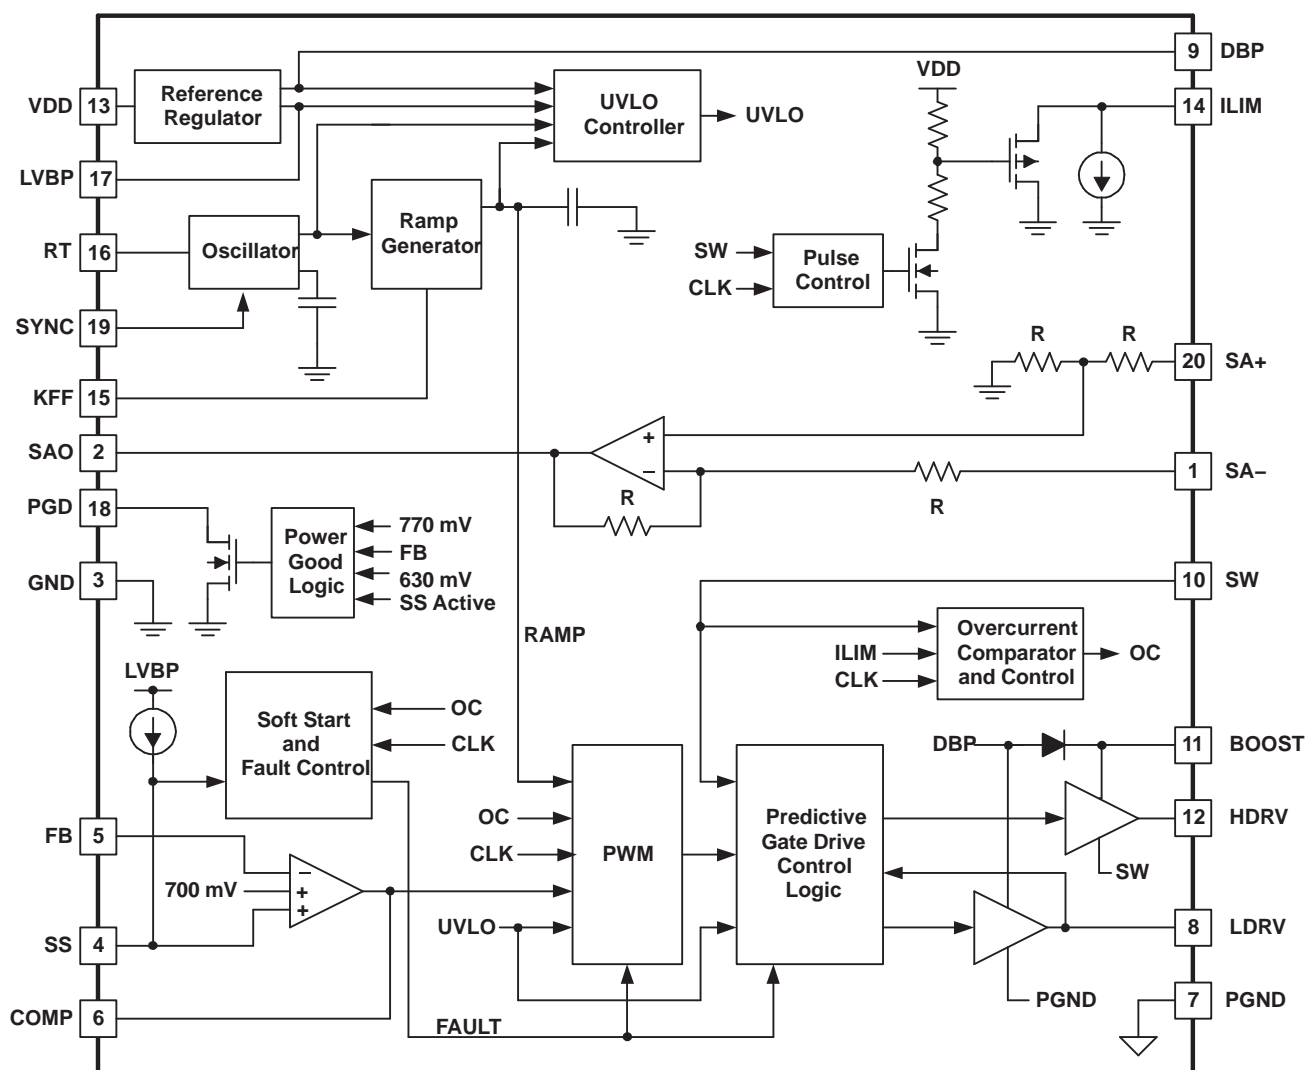 9 DBP
VDD
VDD 13
Reference
Regulator
UVLO
Controller
UVLO
14 ILIM
LVBP 17
RT 16
Oscillator
Ramp
Generator
SW
CLK
Pulse
Control
SYNC 19
R
R
20 SA+
KFF 15
SAO 2
+
−
1 SA−
R
R
PGD 18
Power
Good
Logic
770 mV
FB
630 mV
SS Active
GND 3
10 SW
RAMP
Overcurrent
Comparator
and Control
ILIM
CLK
OC
LVBP
Soft Start
and
Fault Control
OC
CLK
DBP
11 BOOST
FB 5
OC
CLK
PWM
Predictive
Gate Drive
Control
Logic
12 HDRV
SW
700 mV
−
+
+
UVLO
SS 4
8 LDRV
PGND
7 PGND
COMP 6
FAULT